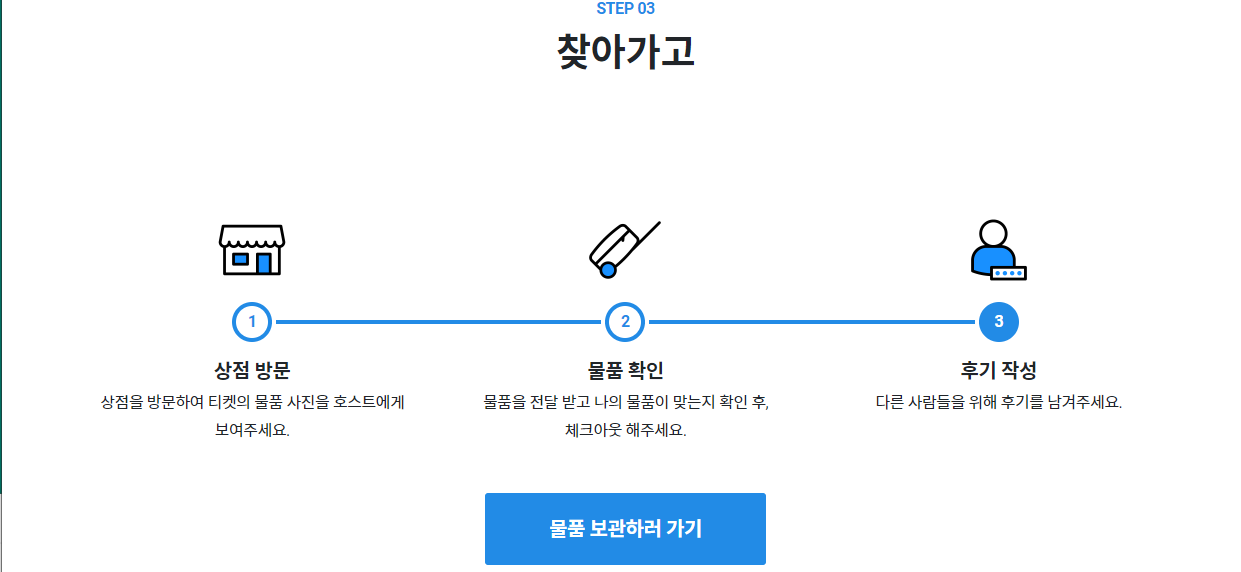 STEP 03
찾아가고
1
2
3
상점 방문
상점을 방문하여 티켓의 물품 사진을 호스트에게
보여주세요.
물품 확인
물품을 전달 받고 나의 물품이 맞는지 확인 후,
체크아웃 해주세요.
후기 작성
다른 사람들을 위해 후기를 남겨주세요.
물품 보관하러 가기